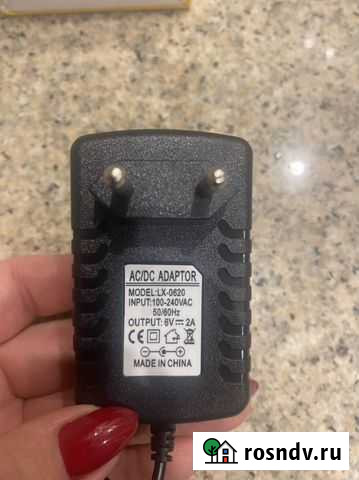 AC/DC ADAPTOR
MODEL:LX-0620
INPUT:100-240VAC
50/60Hz
OUTPUT: 6V⎓2A
CE
MADE IN CHINA
rosndv.ru